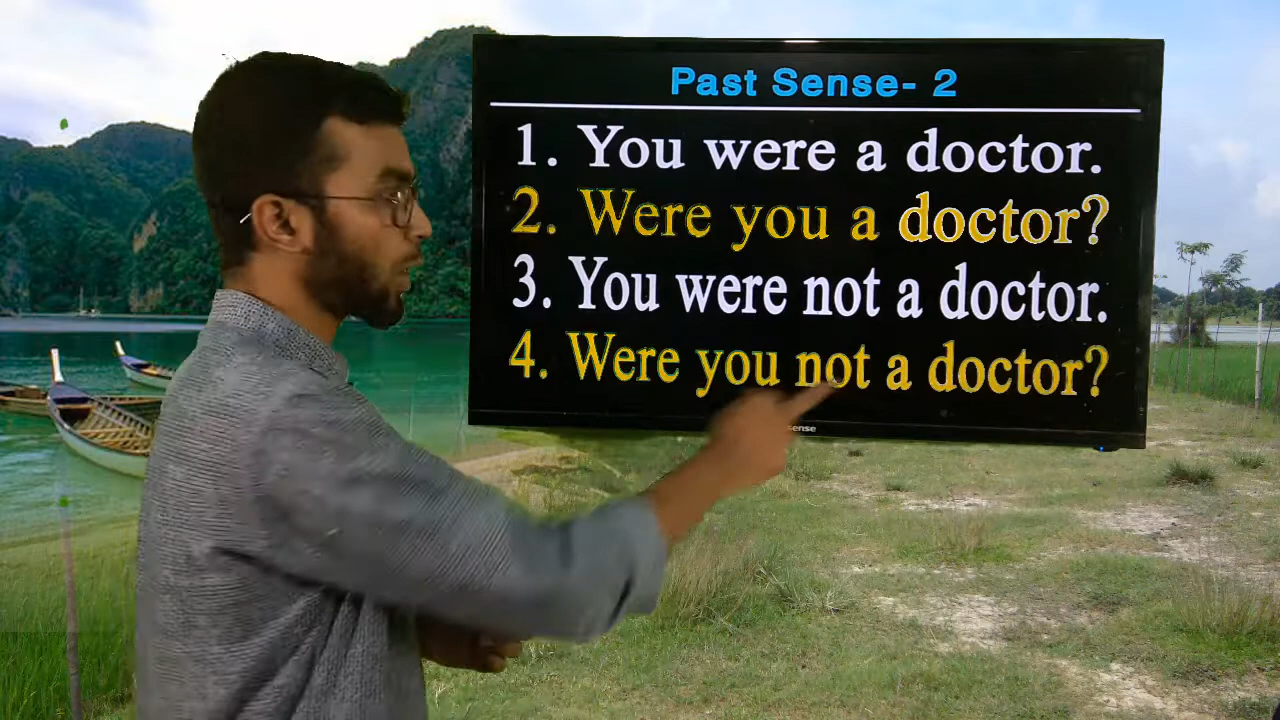 Past Sense- 2
1. You were a doctor.
2. Were you a doctor?
3. You were not a doctor.
4. Were you not a doctor?